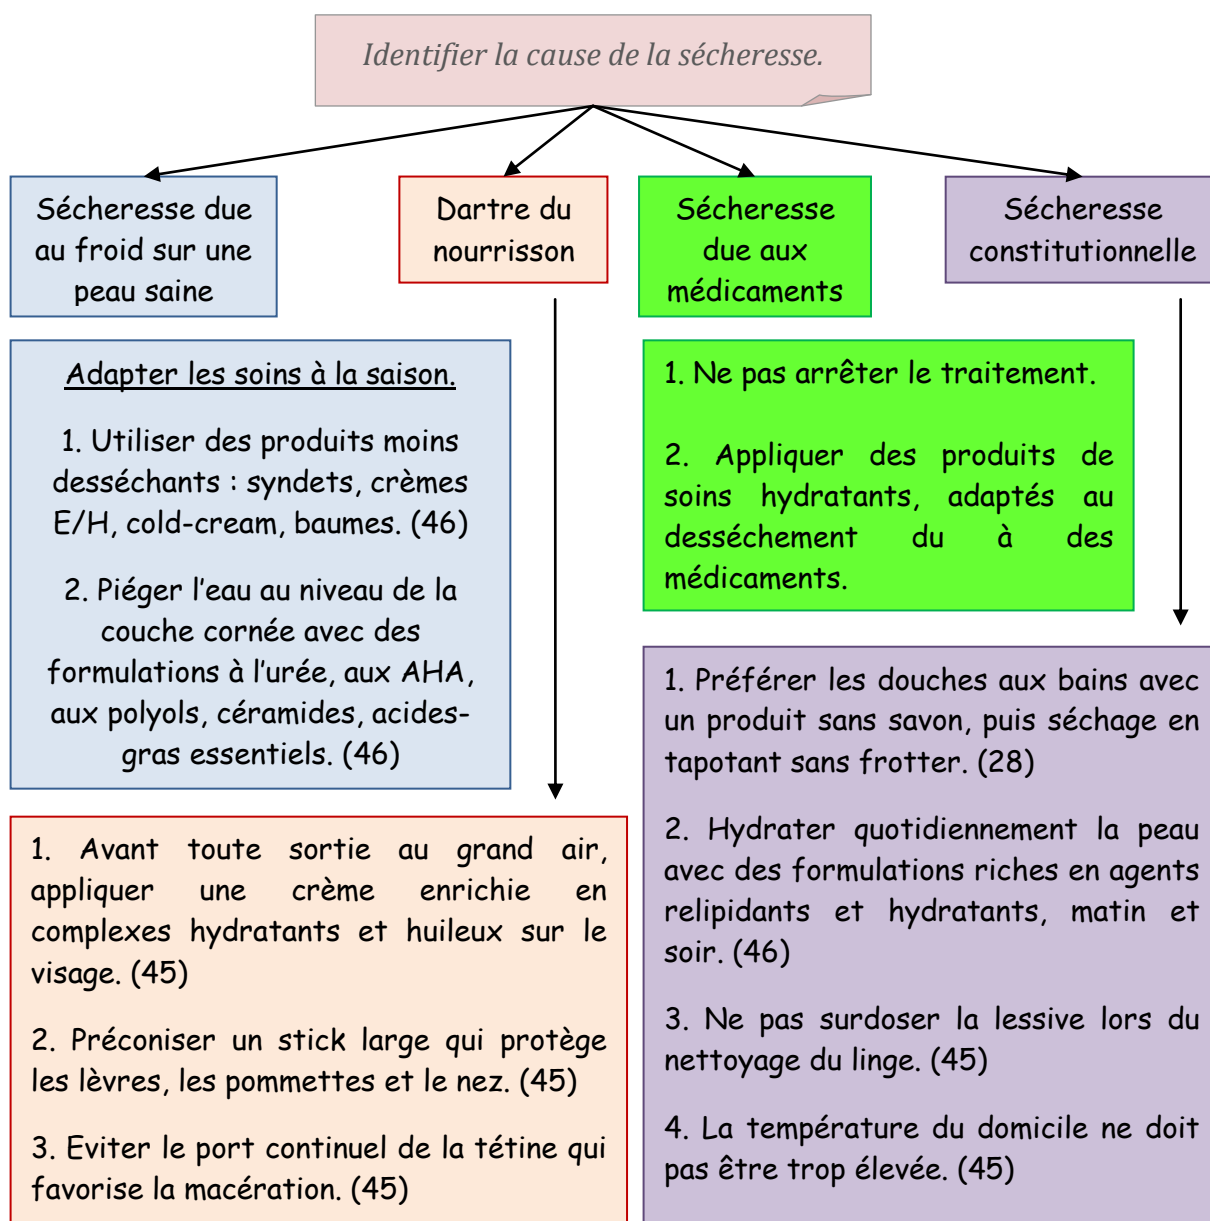 Identifier la cause de la sécheresse.
Sécheresse due
au froid sur une
peau saine
Dartre du
nourrisson
Sécheresse
due aux
médicaments
Sécheresse
constitutionnelle
Adapter les soins à la saison.
1. Utiliser des produits moins
desséchants : syndets, crèmes
E/H, cold-cream, baumes. (46)
2. Piéger l'eau au niveau de la
couche cornée avec des
formulations à l'urée, aux AHA,
aux polyols, céramides, acides-
gras essentiels. (46)
1. Ne pas arrêter le traitement.
2. Appliquer des produits de
soins hydratants, adaptés au
desséchement du à des
médicaments.
1. Avant toute sortie au grand air,
appliquer une crème enrichie en
complexes hydratants et huileux sur le
visage. (45)
2. Préconiser un stick large qui protège
les lèvres, les pommettes et le nez. (45)
3. Eviter le port continuel de la tétine qui
favorise la macération. (45)
1. Préférer les douches aux bains avec
un produit sans savon, puis séchage en
tapotant sans frotter. (28)
2. Hydrater quotidiennement la peau
avec des formulations riches en agents
relipidants et hydratants, matin et
soir. (46)
3. Ne pas surdoser la lessive lors du
nettoyage du linge. (45)
4. La température du domicile ne doit
pas être trop élevée. (45)